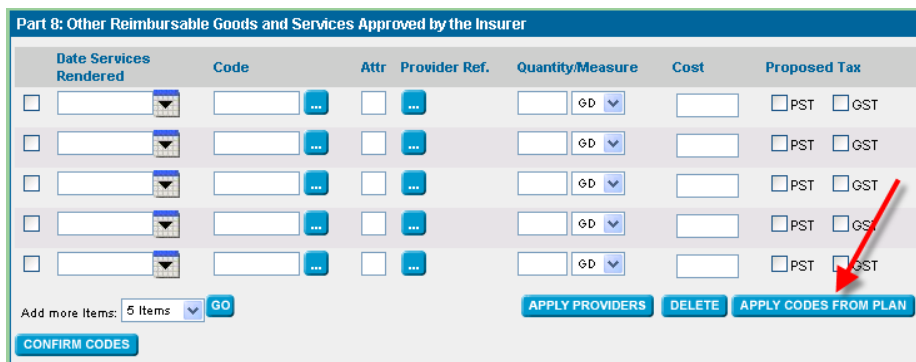 Part 8: Other Reimbursable Goods and Services Approved by the Insurer
Date Services Rendered Code Attr Provider Ref. Quantity/Measure Cost Proposed Tax
... ... GD PST GST
... ... GD PST GST
... ... GD PST GST
... ... GD PST GST
... ... GD PST GST
Add more Items: 5 Items GO APPLY PROVIDERS DELETE APPLY CODES FROM PLAN
CONFIRM CODES